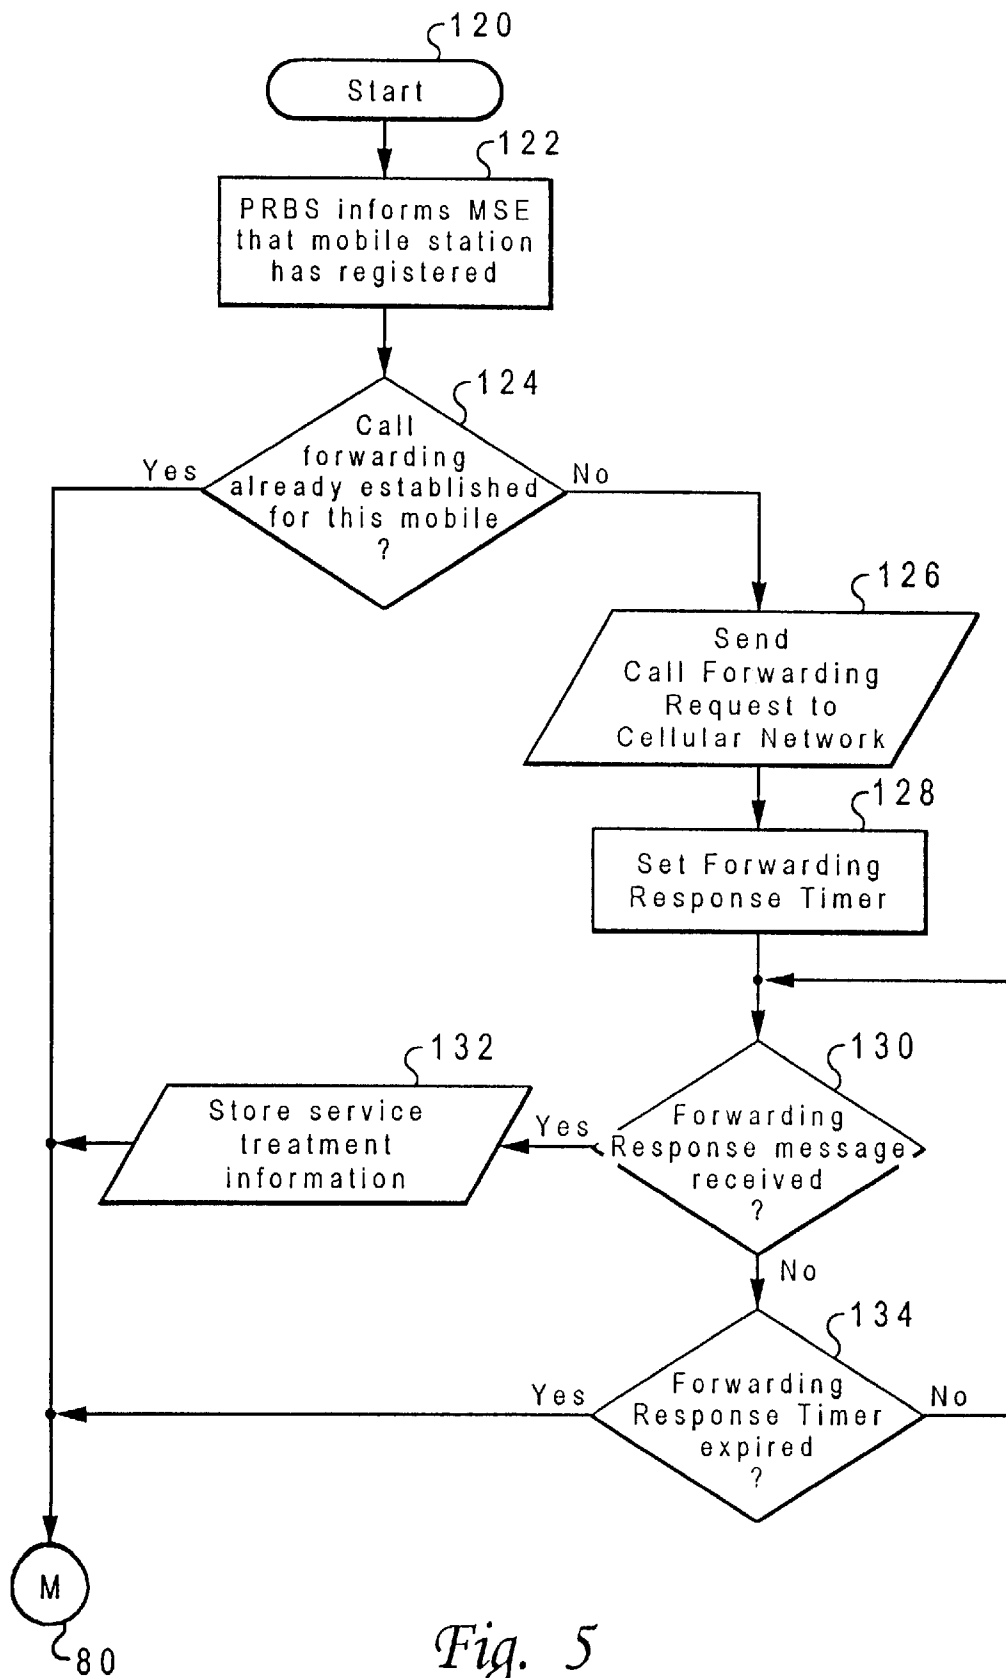 120
Start
122
PRBS informs MSE
that mobile station
has registered
124
Call
forwarding
already established
for this mobile
?
Yes
No
126
Send
Call Forwarding
Request to
Cellular Network
128
Set Forwarding
Response Timer
130
Forwarding
Response message
received
?
Yes
132
Store service
treatment
information
No
134
Forwarding
Response Timer
expired
?
Yes
No
M
80
Fig. 5